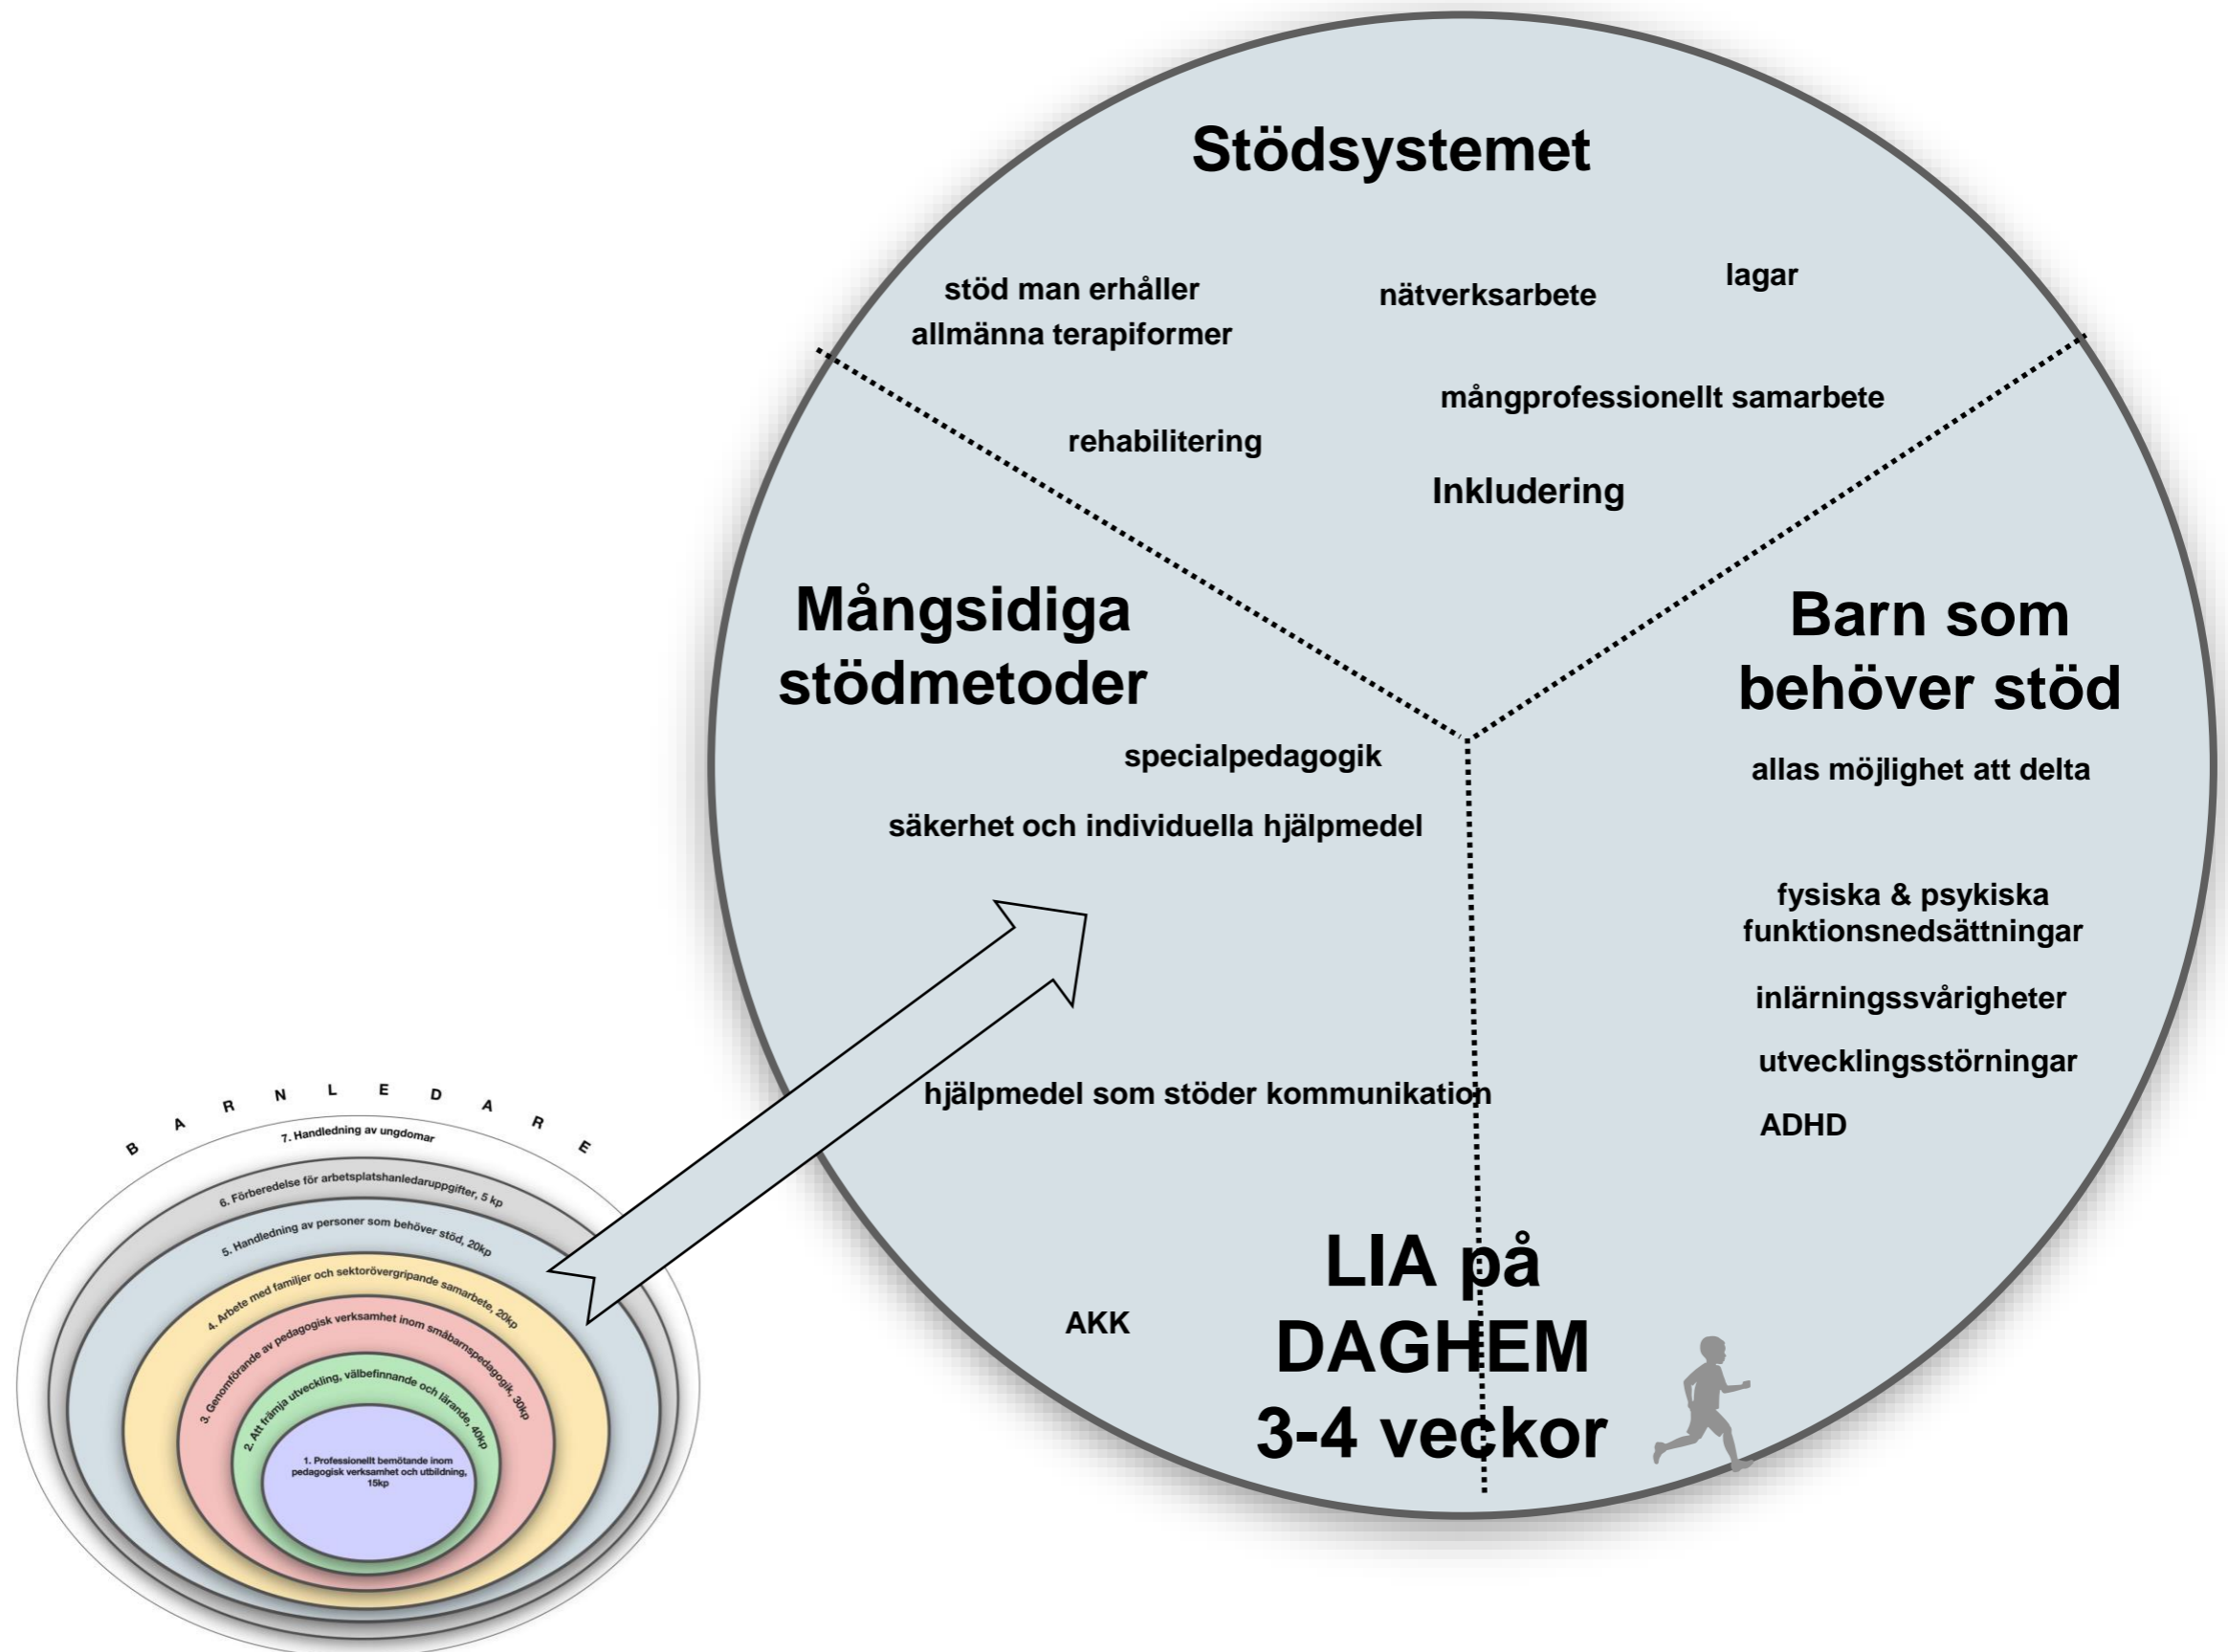 Stödsystemet
stöd man erhåller
allmänna terapiformer
nätverksarbete
lagar
mångprofessionellt samarbete
rehabilitering
Inkludering
Mångsidiga
stödmetoder
specialpedagogik
säkerhet och individuella hjälpmedel
hjälpmedel som stöder kommunikation
AKK
Barn som
behöver stöd
allas möjlighet att delta
fysiska & psykiska
funktionsnedsättningar
inlärningssvårigheter
utvecklingsstörningar
ADHD
LIA på
DAGHEM
3-4 veckor
BARNLEDARE
7. Handledning av ungdomar
6. Förberedelse för arbetsplatshanledaruppgifter, 5 kp
5. Handledning av personer som behöver stöd, 20kp
4. Arbete med familjer och sektorövergripande samarbete, 20kp
3. Genomförande av pedagogisk verksamhet inom småbarnspedagogik, 30kp
2. Att främja utveckling, välbefinnande och lärande, 40kp
1. Professionellt bemötande inom
pedagogisk verksamhet och utbildning,
15kp